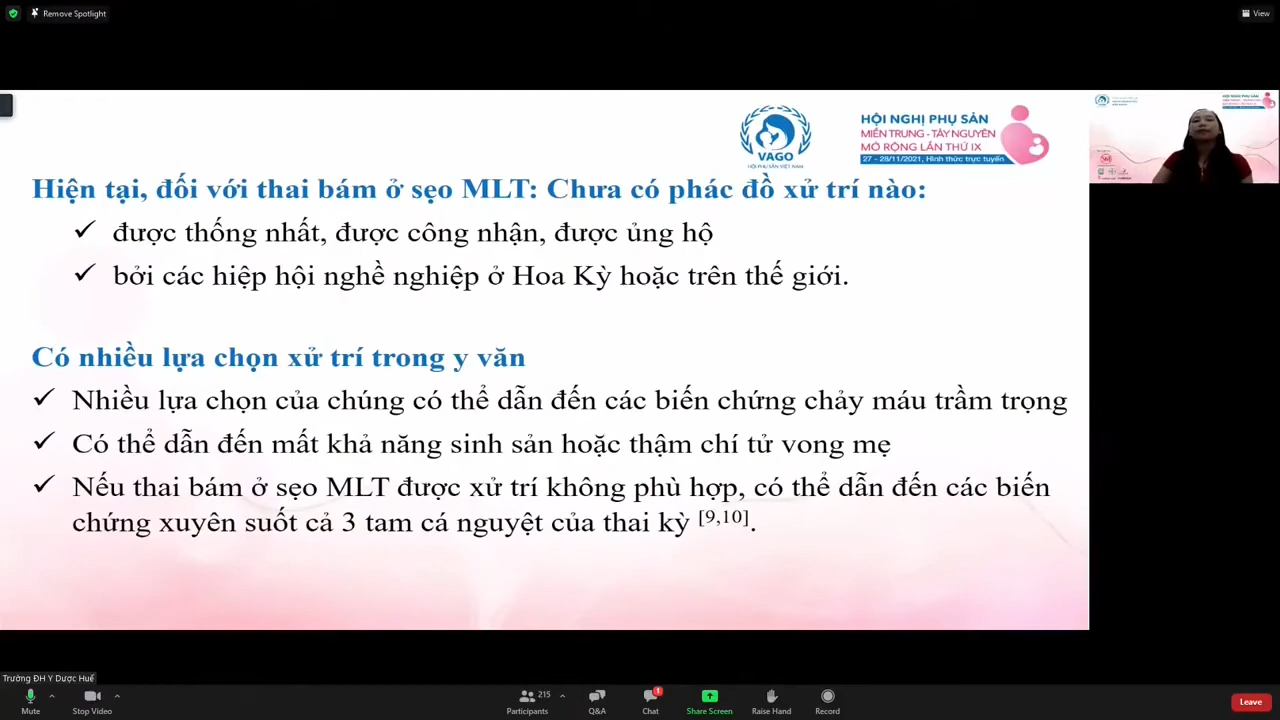 Remove Spotlight
View
VAGO
HỘI PHỤ SẢN VIỆT NAM
HỘI NGHỊ PHỤ SẢN
MIỀN TRUNG - TÂY NGUYÊN
MỞ RỘNG LẦN THỨ IX
27 - 28/11/2021, Hình thức trực tuyến
Hiện tại, đối với thai bám ở sẹo MLT: Chưa có phác đồ xử trí nào:
✓ được thống nhất, được công nhận, được ủng hộ
✓ bởi các hiệp hội nghề nghiệp ở Hoa Kỳ hoặc trên thế giới.
Có nhiều lựa chọn xử trí trong y văn
✓ Nhiều lựa chọn của chúng có thể dẫn đến các biến chứng chảy máu trầm trọng
✓ Có thể dẫn đến mất khả năng sinh sản hoặc thậm chí tử vong mẹ
✓ Nếu thai bám ở sẹo MLT được xử trí không phù hợp, có thể dẫn đến các biến
chứng xuyên suốt cả 3 tam cá nguyệt của thai kỳ [9,10].
Trường ĐH Y Dược Huế
Mute
Stop Video
215
Participants
Q&A
1
Chat
Share Screen
Raise Hand
Record
Leave